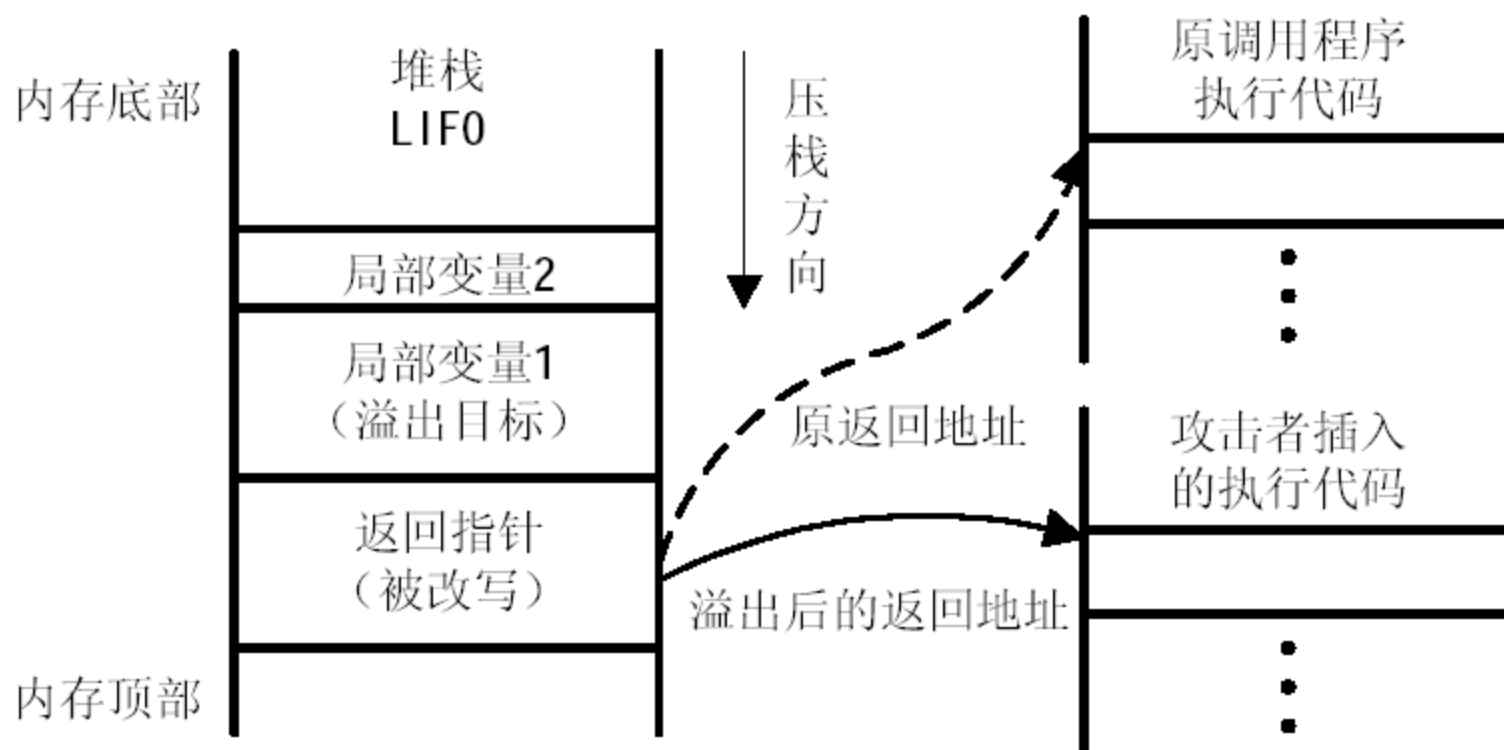 内存底部
堆栈
LIFO
局部变量2
局部变量1
（溢出目标）
返回指针
（被改写）
内存顶部
压
栈
方
向
原返回地址
溢出后的返回地址
原调用程序
执行代码
攻击者插入
的执行代码